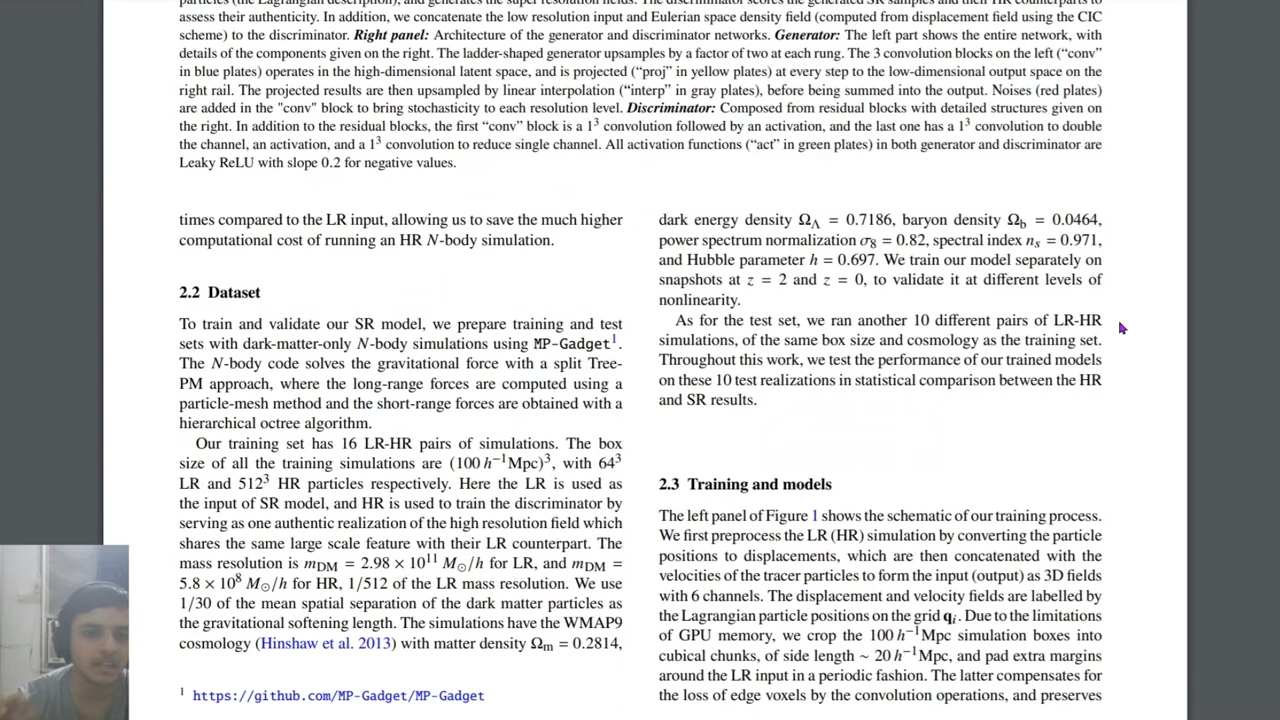 particles (the Lagrangian description), and generates the super resolution fields. The discriminator scores the generated SR samples and their HR counterparts to
assess their authenticity. In addition, we concatenate the low resolution input and Eulerian space density field (computed from displacement field using the CIC
scheme) to the discriminator. Right panel: Architecture of the generator and discriminator networks. Generator: The left part shows the entire network, with
details of the components given on the right. The ladder-shaped generator upsamples by a factor of two at each rung. The 3 convolution blocks on the left (“conv”
in blue plates) operates in the high-dimensional latent space, and is projected (“proj” in yellow plates) at every step to the low-dimensional output space on the
right rail. The projected results are then upsampled by linear interpolation (“interp” in gray plates), before being summed into the output. Noises (red plates)
are added in the "conv" block to bring stochasticity to each resolution level. Discriminator: Composed from residual blocks with detailed structures given on
the right. In addition to the residual blocks, the first “conv” block is a 1³ convolution followed by an activation, and the last one has a 1³ convolution to double
the channel, an activation, and a 1³ convolution to reduce single channel. All activation functions (“act” in green plates) in both generator and discriminator are
Leaky ReLU with slope 0.2 for negative values.
times compared to the LR input, allowing us to save the much higher
computational cost of running an HR N-body simulation.
2.2 Dataset
To train and validate our SR model, we prepare training and test
sets with dark-matter-only N-body simulations using MP-Gadget¹.
The N-body code solves the gravitational force with a split Tree-
PM approach, where the long-range forces are computed using a
particle-mesh method and the short-range forces are obtained with a
hierarchical octree algorithm.
Our training set has 16 LR-HR pairs of simulations. The box
size of all the training simulations are (100 h⁻¹Mpc)³, with 64³
LR and 512³ HR particles respectively. Here the LR is used as
the input of SR model, and HR is used to train the discriminator by
serving as one authentic realization of the high resolution field which
shares the same large scale feature with their LR counterpart. The
mass resolution is m_DM = 2.98 × 10¹¹ M⊙/h for LR, and m_DM =
5.8 × 10⁸ M⊙/h for HR, 1/512 of the LR mass resolution. We use
1/30 of the mean spatial separation of the dark matter particles as
the gravitational softening length. The simulations have the WMAP9
cosmology (Hinshaw et al. 2013) with matter density Ωm = 0.2814,
¹ https://github.com/MP-Gadget/MP-Gadget
dark energy density ΩΛ = 0.7186, baryon density Ωb = 0.0464,
power spectrum normalization σ₈ = 0.82, spectral index nₛ = 0.971,
and Hubble parameter h = 0.697. We train our model separately on
snapshots at z = 2 and z = 0, to validate it at different levels of
nonlinearity.
As for the test set, we ran another 10 different pairs of LR-HR
simulations, of the same box size and cosmology as the training set.
Throughout this work, we test the performance of our trained models
on these 10 test realizations in statistical comparison between the HR
and SR results.
2.3 Training and models
The left panel of Figure 1 shows the schematic of our training process.
We first preprocess the LR (HR) simulation by converting the particle
positions to displacements, which are then concatenated with the
velocities of the tracer particles to form the input (output) as 3D fields
with 6 channels. The displacement and velocity fields are labelled by
the Lagrangian particle positions on the grid qᵢ. Due to the limitations
of GPU memory, we crop the 100 h⁻¹Mpc simulation boxes into
cubical chunks, of side length ∼ 20 h⁻¹Mpc, and pad extra margins
around the LR input in a periodic fashion. The latter compensates for
the loss of edge voxels by the convolution operations, and preserves